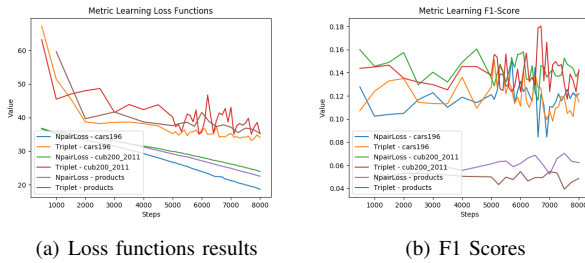 Metric Learning Loss Functions
Value
60
50
40
30
20
NpairLoss - cars196
Triplet - cars196
NpairLoss - cub200_2011
Triplet - cub200_2011
NpairLoss - products
Triplet - products
1000 2000 3000 4000 5000 6000 7000 8000
Steps
(a) Loss functions results
Metric Learning F1-Score
Value
0.18
0.16
0.14
0.12
0.10
0.08
0.06
0.04
NpairLoss - cars196
Triplet - cars196
NpairLoss - cub200_2011
Triplet - cub200_2011
NpairLoss - products
Triplet - products
1000 2000 3000 4000 5000 6000 7000 8000
Steps
(b) F1 Scores